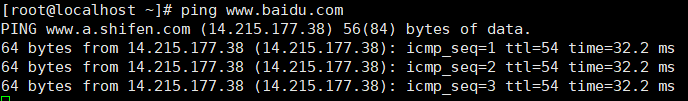 [root@localhost ~]# ping www.baidu.com
PING www.a.shifen.com (14.215.177.38) 56(84) bytes of data.
64 bytes from 14.215.177.38 (14.215.177.38): icmp_seq=1 ttl=54 time=32.2 ms
64 bytes from 14.215.177.38 (14.215.177.38): icmp_seq=2 ttl=54 time=32.2 ms
64 bytes from 14.215.177.38 (14.215.177.38): icmp_seq=3 ttl=54 time=32.2 ms